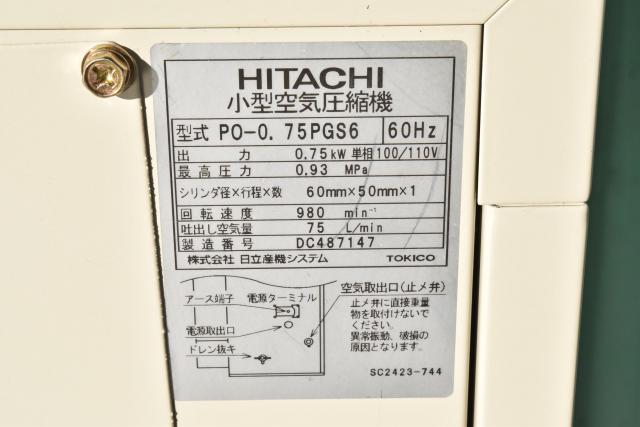 HITACHI
小型空気圧縮機
型式 PO-0.75PGS6 60Hz
出力 0.75kW 単相100/110V
最高圧力 0.93 MPa
シリンダ径×行程×数 60mm×50mm×1
回転速度 980 min⁻¹
吐出し空気量 75 L/min
製造番号 DC487147
株式会社 日立産機システム TOKICO
アース端子
電源ターミナル
空気取出口(止メ弁)
止メ弁に直接重量
物を取付けないで
ください。
異常振動、破損の
原因となります。
電源取出口
ドレン抜キ
SC2423-744